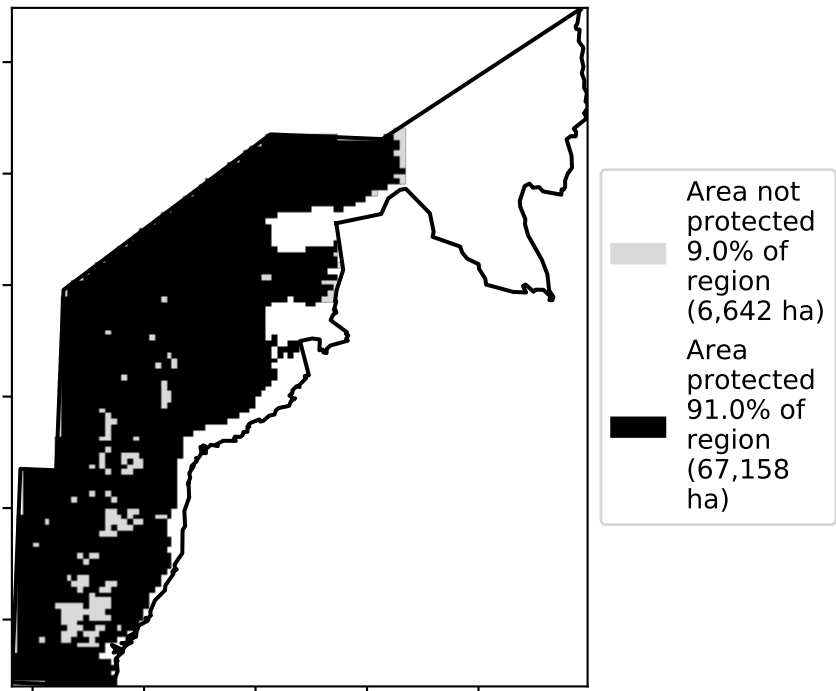 Area not
protected
9.0% of
region
(6,642 ha)
Area
protected
91.0% of
region
(67,158
ha)